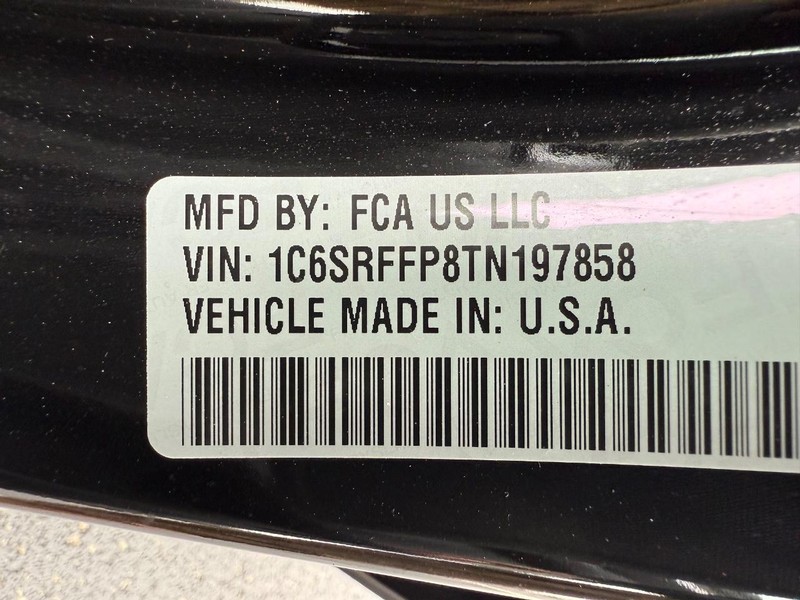 MFD BY: FCA US LLC
VIN: 1C6SRFFP8TN197858
VEHICLE MADE IN: U.S.A.